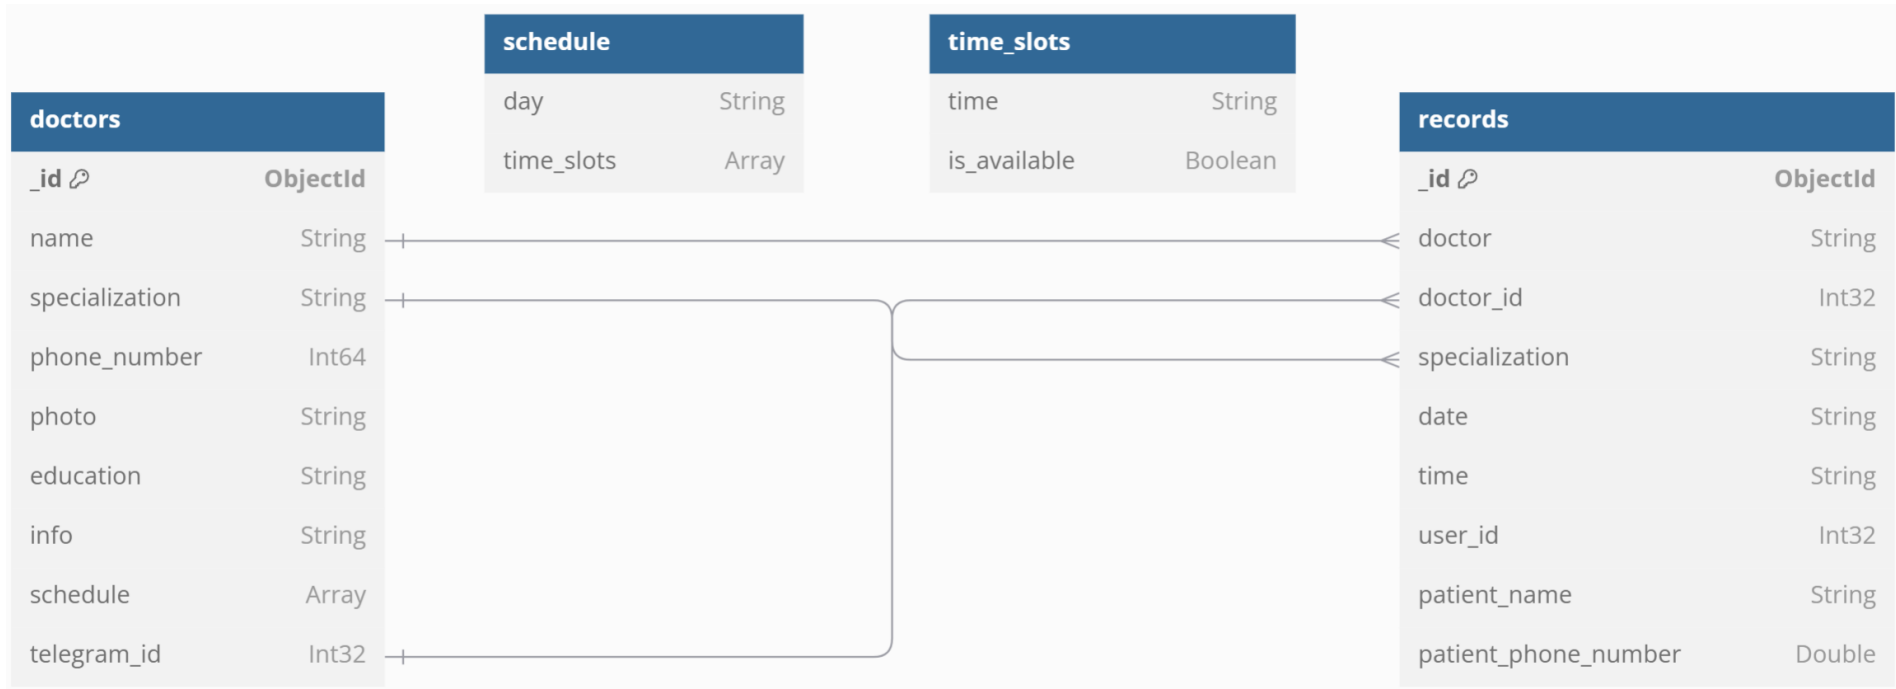 schedule
day String
time_slots Array
time_slots
time String
is_available Boolean
doctors
_id ObjectId
name String
specialization String
phone_number Int64
photo String
education String
info String
schedule Array
telegram_id Int32
records
_id ObjectId
doctor String
doctor_id Int32
specialization String
date String
time String
user_id Int32
patient_name String
patient_phone_number Double